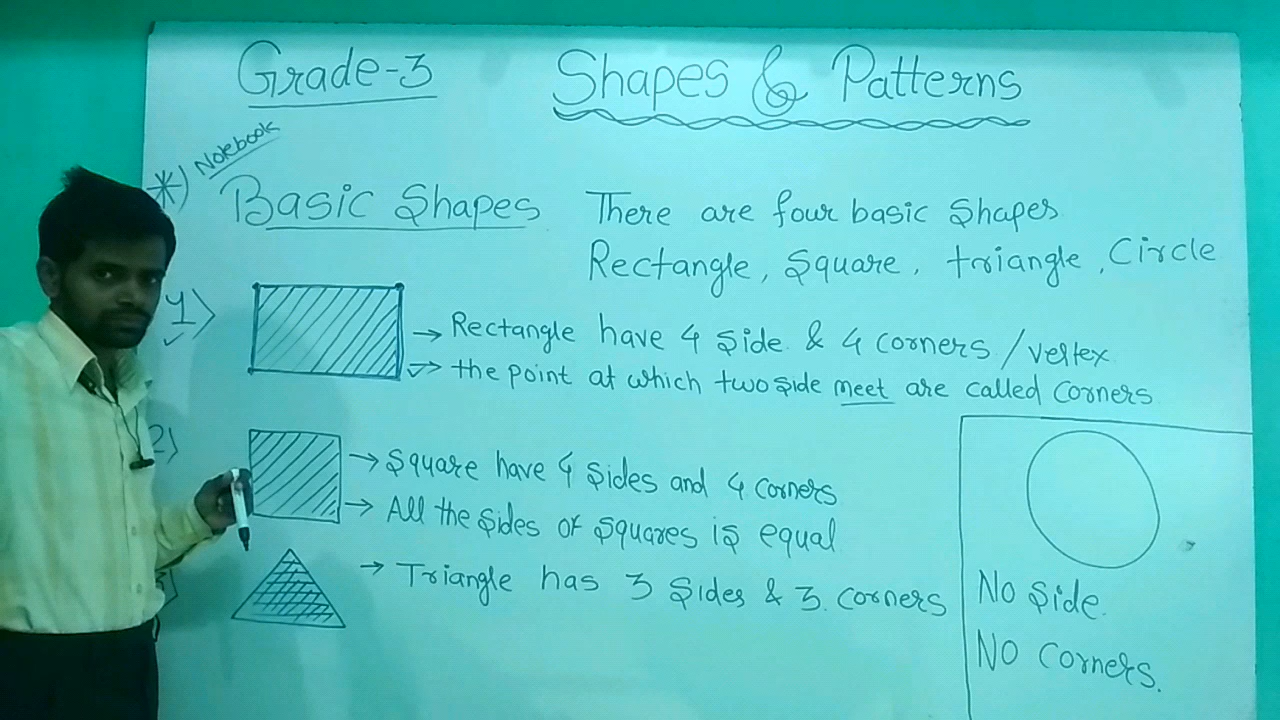 Grade-3
Shapes & Patterns
*) Notebook
Basic Shapes
There are four basic shapes
Rectangle, Square, triangle, Circle
1)
→ Rectangle have 4 side & 4 corners / vertex
→ the point at which two side meet are called corners
2)
→ Square have 4 sides and 4 corners
→ All the sides of squares is equal
3)
→ Triangle has 3 sides & 3 corners
No side.
No corners.